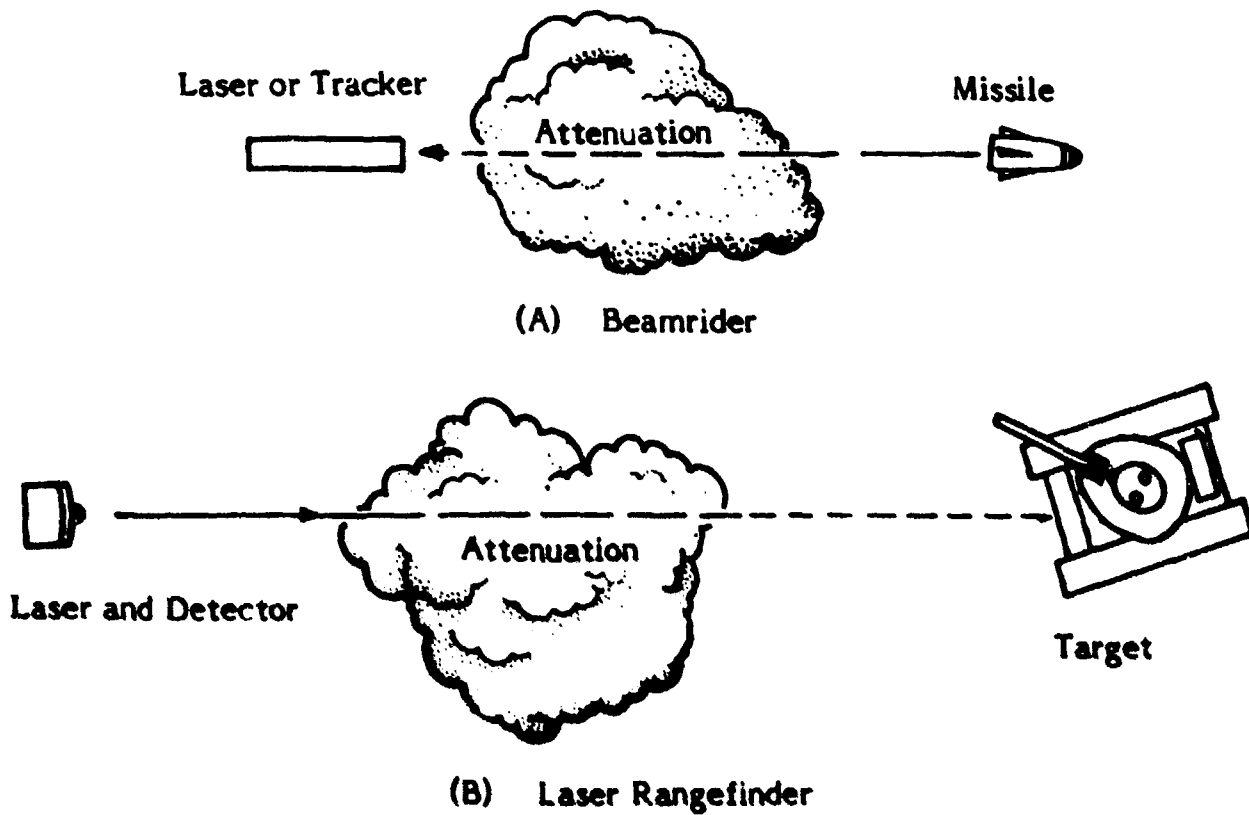 Laser or Tracker
Missile
Attenuation
(A) Beamrider
Attenuation
Laser and Detector
Target
(B) Laser Rangefinder